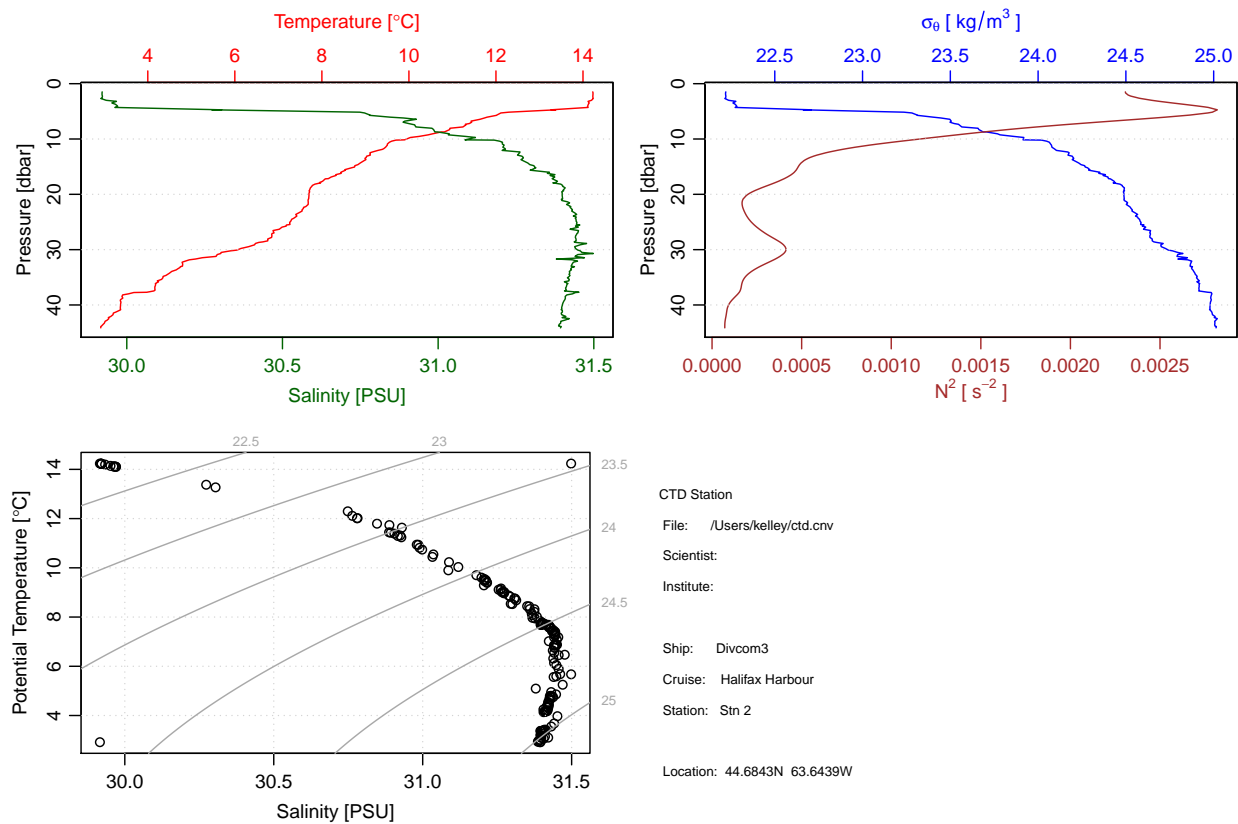 Temperature [°C]
4 6 8 10 12 14
0
10
20
30
40
Pressure [dbar]
30.0 30.5 31.0 31.5
Salinity [PSU]
σθ [ kg/m³ ]
22.5 23.0 23.5 24.0 24.5 25.0
0
10
20
30
40
Pressure [dbar]
0.0000 0.0005 0.0010 0.0015 0.0020 0.0025
N² [ s⁻² ]
22.5 23
23.5
24
24.5
25
14
12
10
8
6
4
Potential Temperature [°C]
30.0 30.5 31.0 31.5
Salinity [PSU]
CTD Station
File: /Users/kelley/ctd.cnv
Scientist:
Institute:
Ship: Divcom3
Cruise: Halifax Harbour
Station: Stn 2
Location: 44.6843N 63.6439W